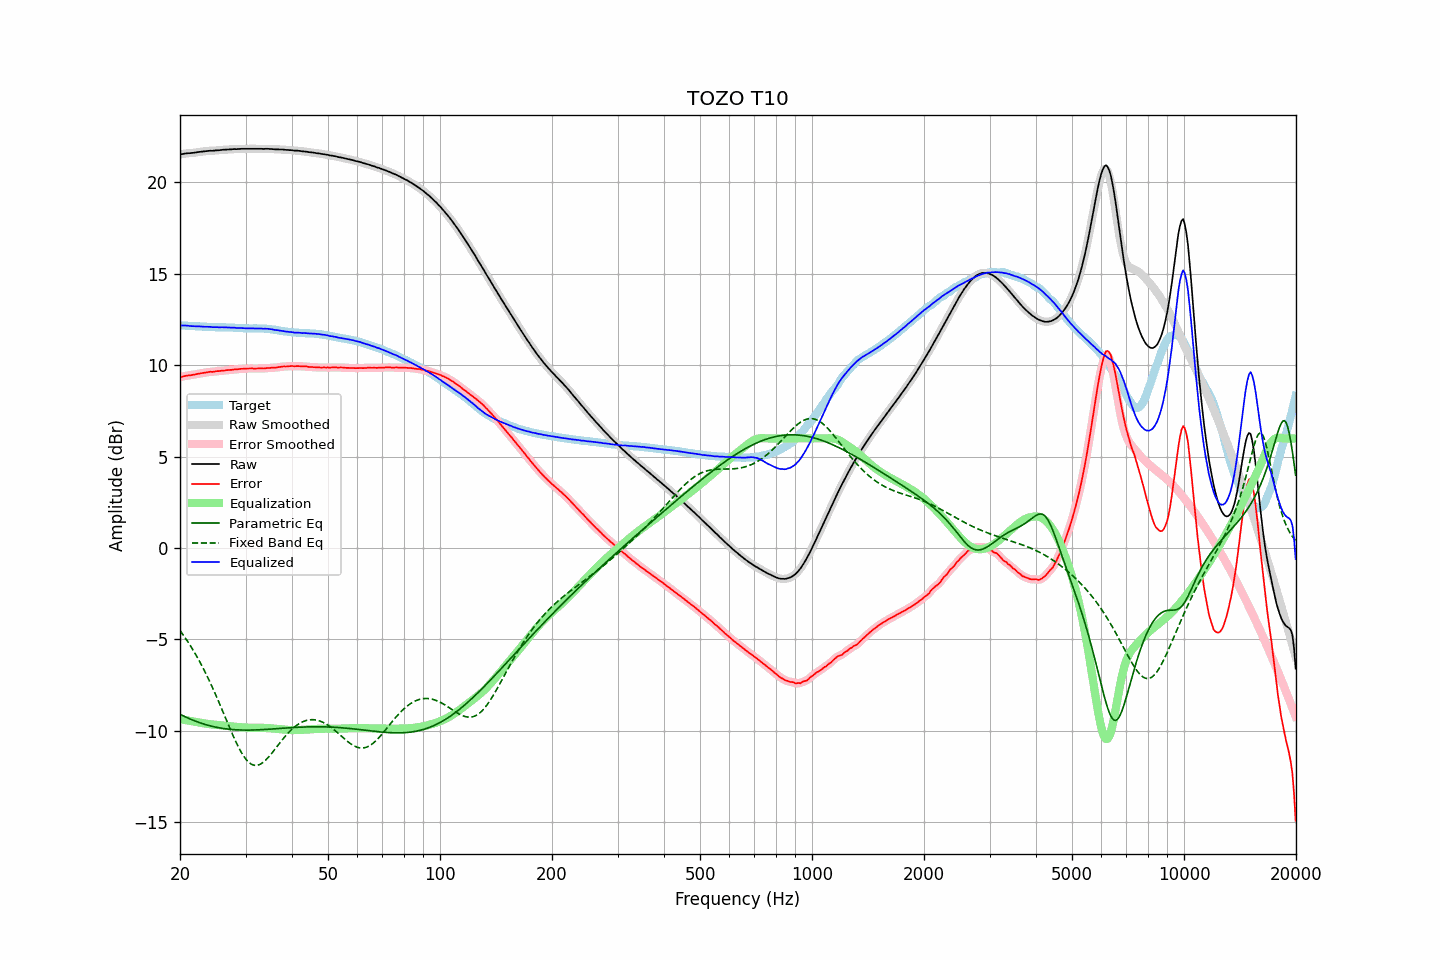 TOZO T10
Amplitude (dBr)
20
15
10
5
0
−5
−10
−15
Target
Raw Smoothed
Error Smoothed
Raw
Error
Equalization
Parametric Eq
Fixed Band Eq
Equalized
20 50 100 200 500 1000 2000 5000 10000 20000
Frequency (Hz)